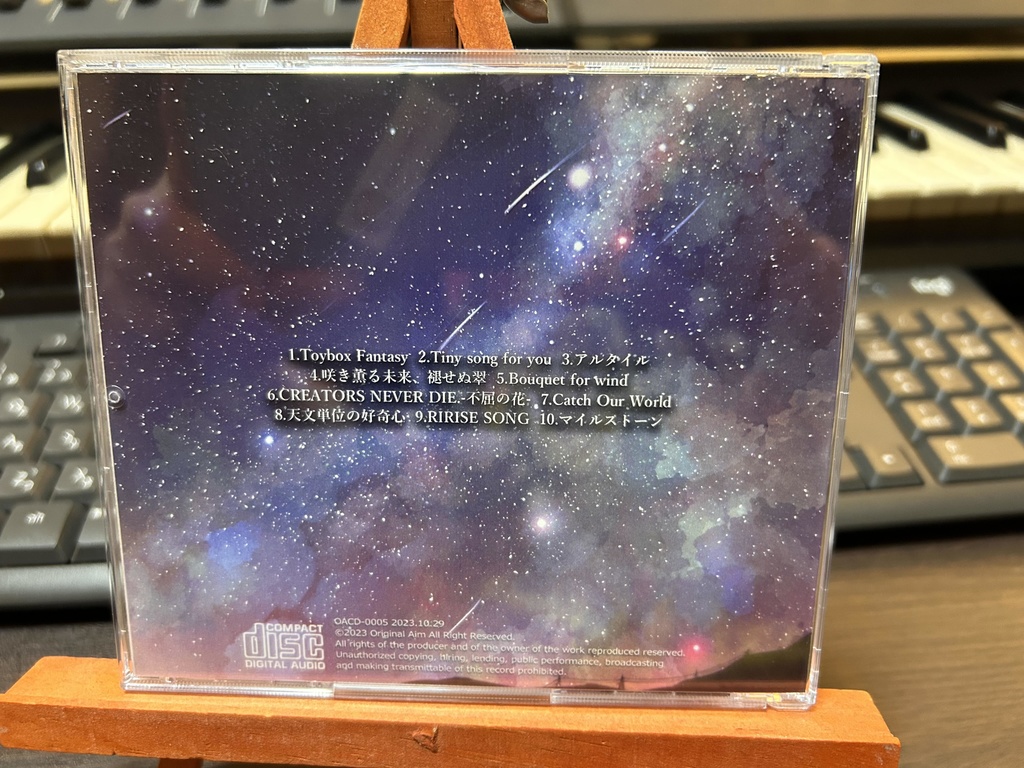 1.Toybox Fantasy 2.Tiny song for you 3.アルタイル
4.咲き薫る未来、褪せぬ翠 5.Bouquet for wind
6.CREATORS NEVER DIE.-不屈の花- 7.Catch Our World
8.天文単位の好奇心 9.RIRISE SONG 10.マイルストーン
COMPACT
disc
DIGITAL AUDIO
OACD-0005 2023.10.29
©2023 Original Aim All Right Reserved.
All rights of the producer and of the owner of the work reproduced reserved.
Unauthorized copying, hiring, lending, public performance, broadcasting
and making transmittable of this record prohibited.